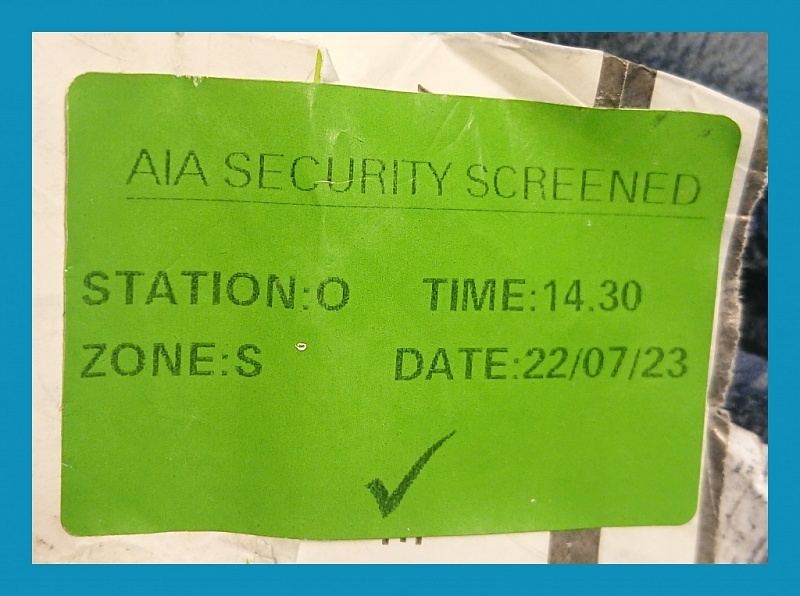 AIA SECURITY SCREENED
STATION:O TIME:14.30
ZONE:S DATE:22/07/23